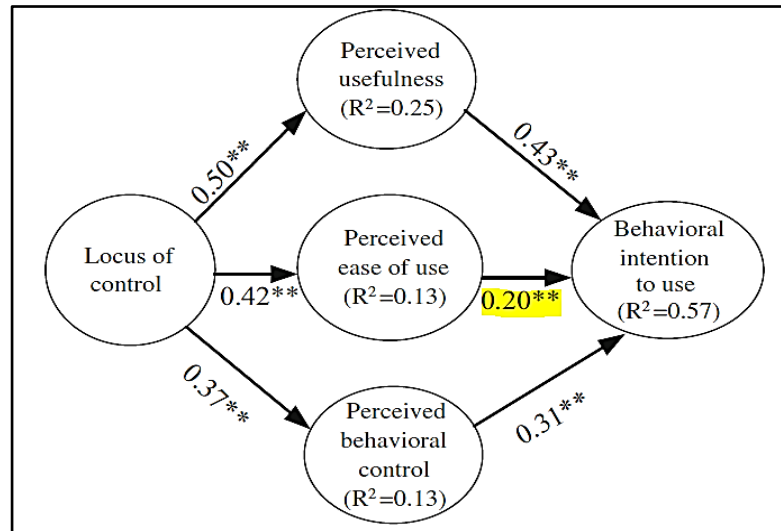 Perceived
usefulness
(R²=0.25)
0.50**
0.43**
Locus of
control
0.42**
Perceived
ease of use
(R²=0.13)
0.20**
Behavioral
intention
to use
(R²=0.57)
0.37**
0.31**
Perceived
behavioral
control
(R²=0.13)